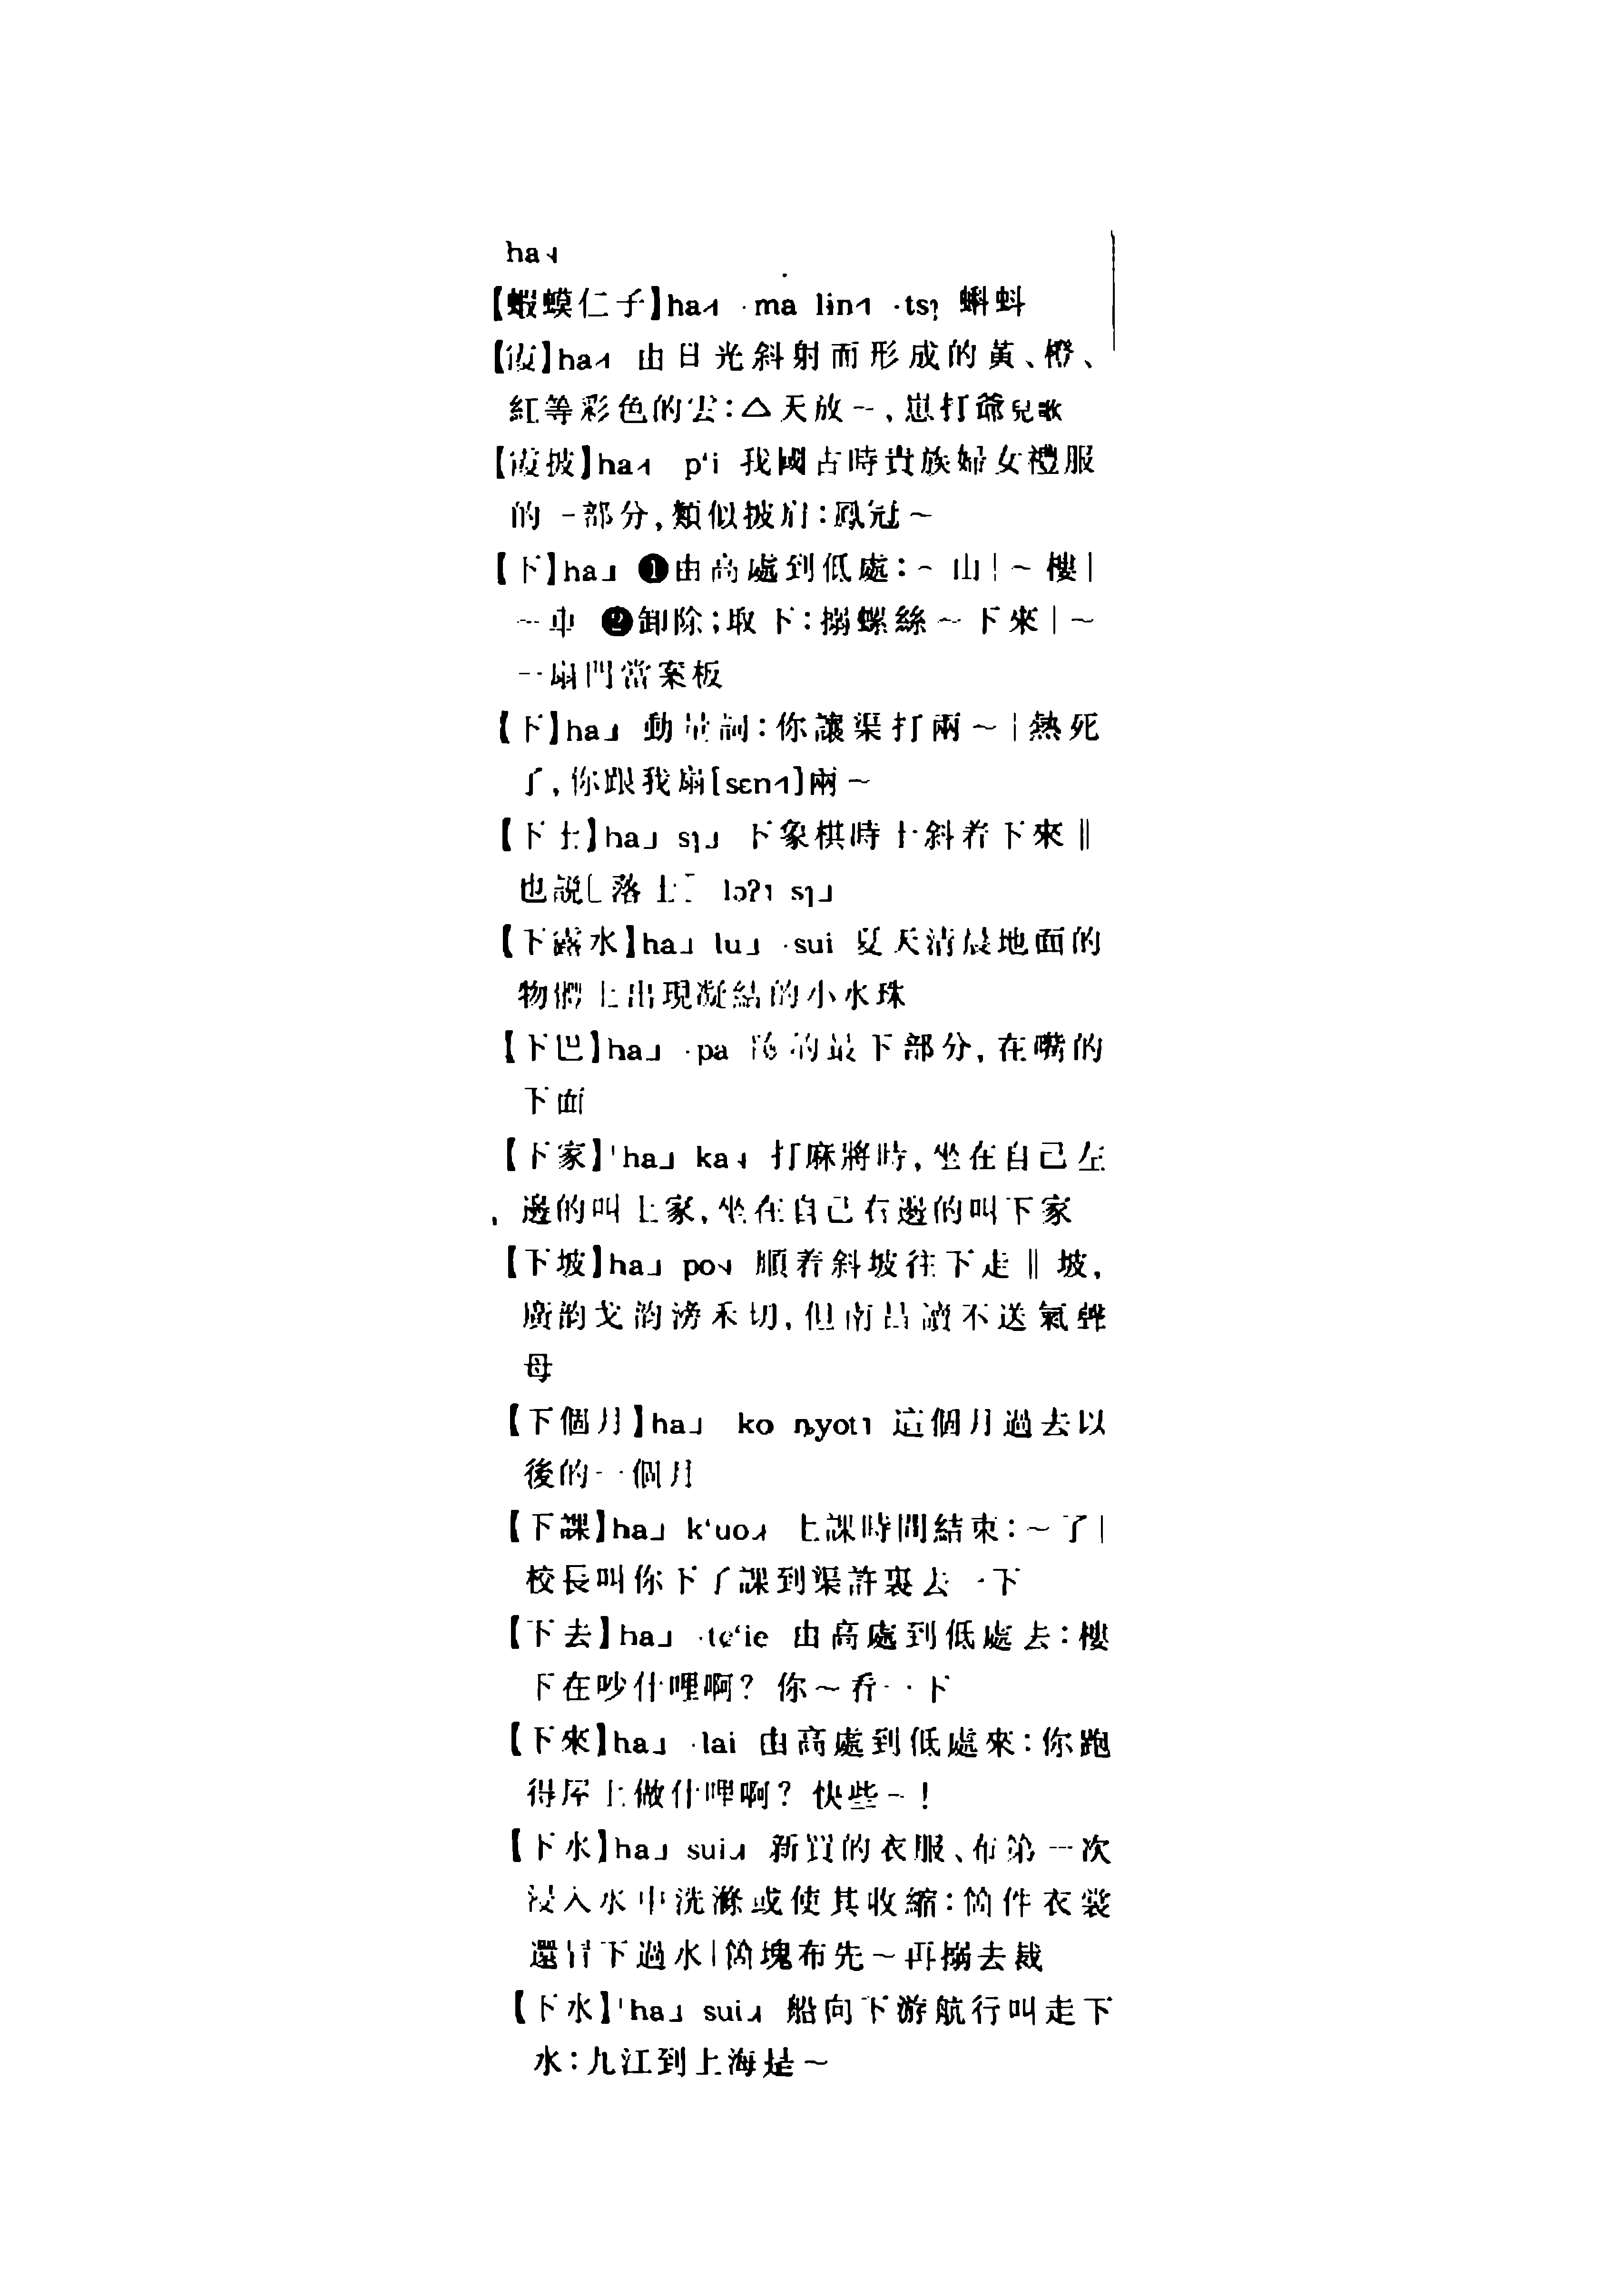 ha˨˩
【蝦蟆仁子】ha˨˦ ·ma lin˨˦ ·tsɿ 蝌蚪
【霞】ha˨˦ 由日光斜射而形成的黃、橙、
紅等彩色的雲：△天放～，崽打爺兒歌
【霞披】ha˨˦ pʻi 我國古時貴族婦女禮服
的一部分，類似披肩：鳳冠～
【下】ha˩ ❶由高處到低處：～山｜～樓｜
～車 ❷卸除；取下：搦螺絲～下來｜～
一扇門當案板
【下】ha˩ 動量詞：你讓渠打兩～｜熱死
了，你跟我扇[sɛn˨˦]兩～
【下士】ha˩ sɿ˩ 下象棋時士斜着下來‖
也説[落士] lɔʔ˥ sɿ˩
【下露水】ha˩ lu˩ ·sui 夏天清晨地面的
物體上出現凝結的小水珠
【下巴】ha˩ ·pa 臉的最下部分，在嘴的
下面
【下家】ˈha˩ ka˦˨ 打麻將時，坐在自己左
邊的叫上家，坐在自己右邊的叫下家
【下坡】ha˩ po˦˨ 順着斜坡往下走‖坡，
廣韵戈韵滂禾切，但南昌讀不送氣聲
母
【下個月】ha˩ ko ȵyot˥ 這個月過去以
後的一個月
【下課】ha˩ kʻuo˨˩˧ 上課時間結束：～了｜
校長叫你下了課到渠許裏去一下
【下去】ha˩ ·tɕʻie 由高處到低處去：樓
下在吵什哩啊？你～看一下
【下來】ha˩ ·lai 由高處到低處來：你跑
得屋上做什哩啊？快些～！
【下水】ha˩ sui˨˩˧ 新買的衣服、布第一次
浸入水中洗滌或使其收縮：箇件衣裳
還冒下過水｜箇塊布先～再搦去裁
【下水】ˈha˩ sui˨˩˧ 船向下游航行叫走下
水：九江到上海是～